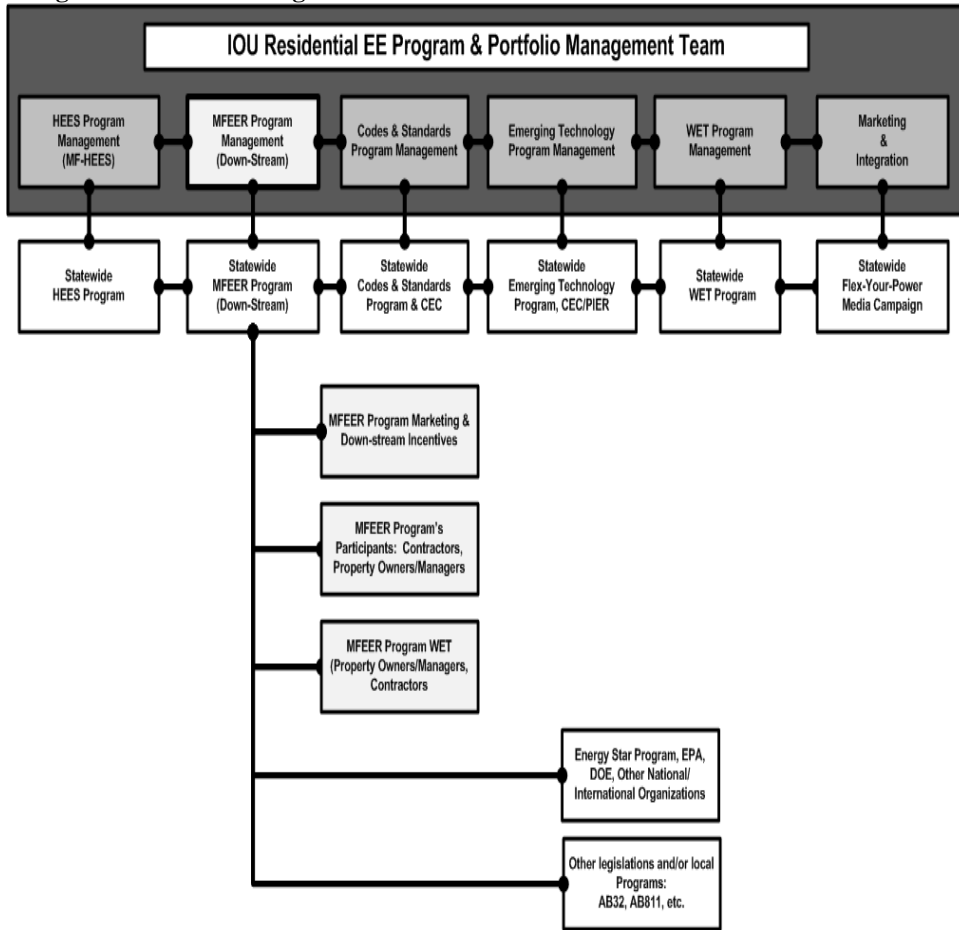 IOU Residential EE Program & Portfolio Management Team
HEES Program
Management
(MF-HEES)
MFEER Program
Management
(Down-Stream)
Codes & Standards
Program Management
Emerging Technology
Program Management
WET Program
Management
Marketing
&
Integration
Statewide
HEES Program
Statewide
MFEER Program
(Down-Stream)
Statewide
Codes & Standards
Program & CEC
Statewide
Emerging Technology
Program, CEC/PIER
Statewide
WET Program
Statewide
Flex-Your-Power
Media Campaign
MFEER Program Marketing &
Down-stream Incentives
MFEER Program's
Participants: Contractors,
Property Owners/Managers
MFEER Program WET
(Property Owners/Managers,
Contractors
Energy Star Program, EPA,
DOE, Other National/
International Organizations
Other legislations and/or local
Programs:
AB32, AB811, etc.